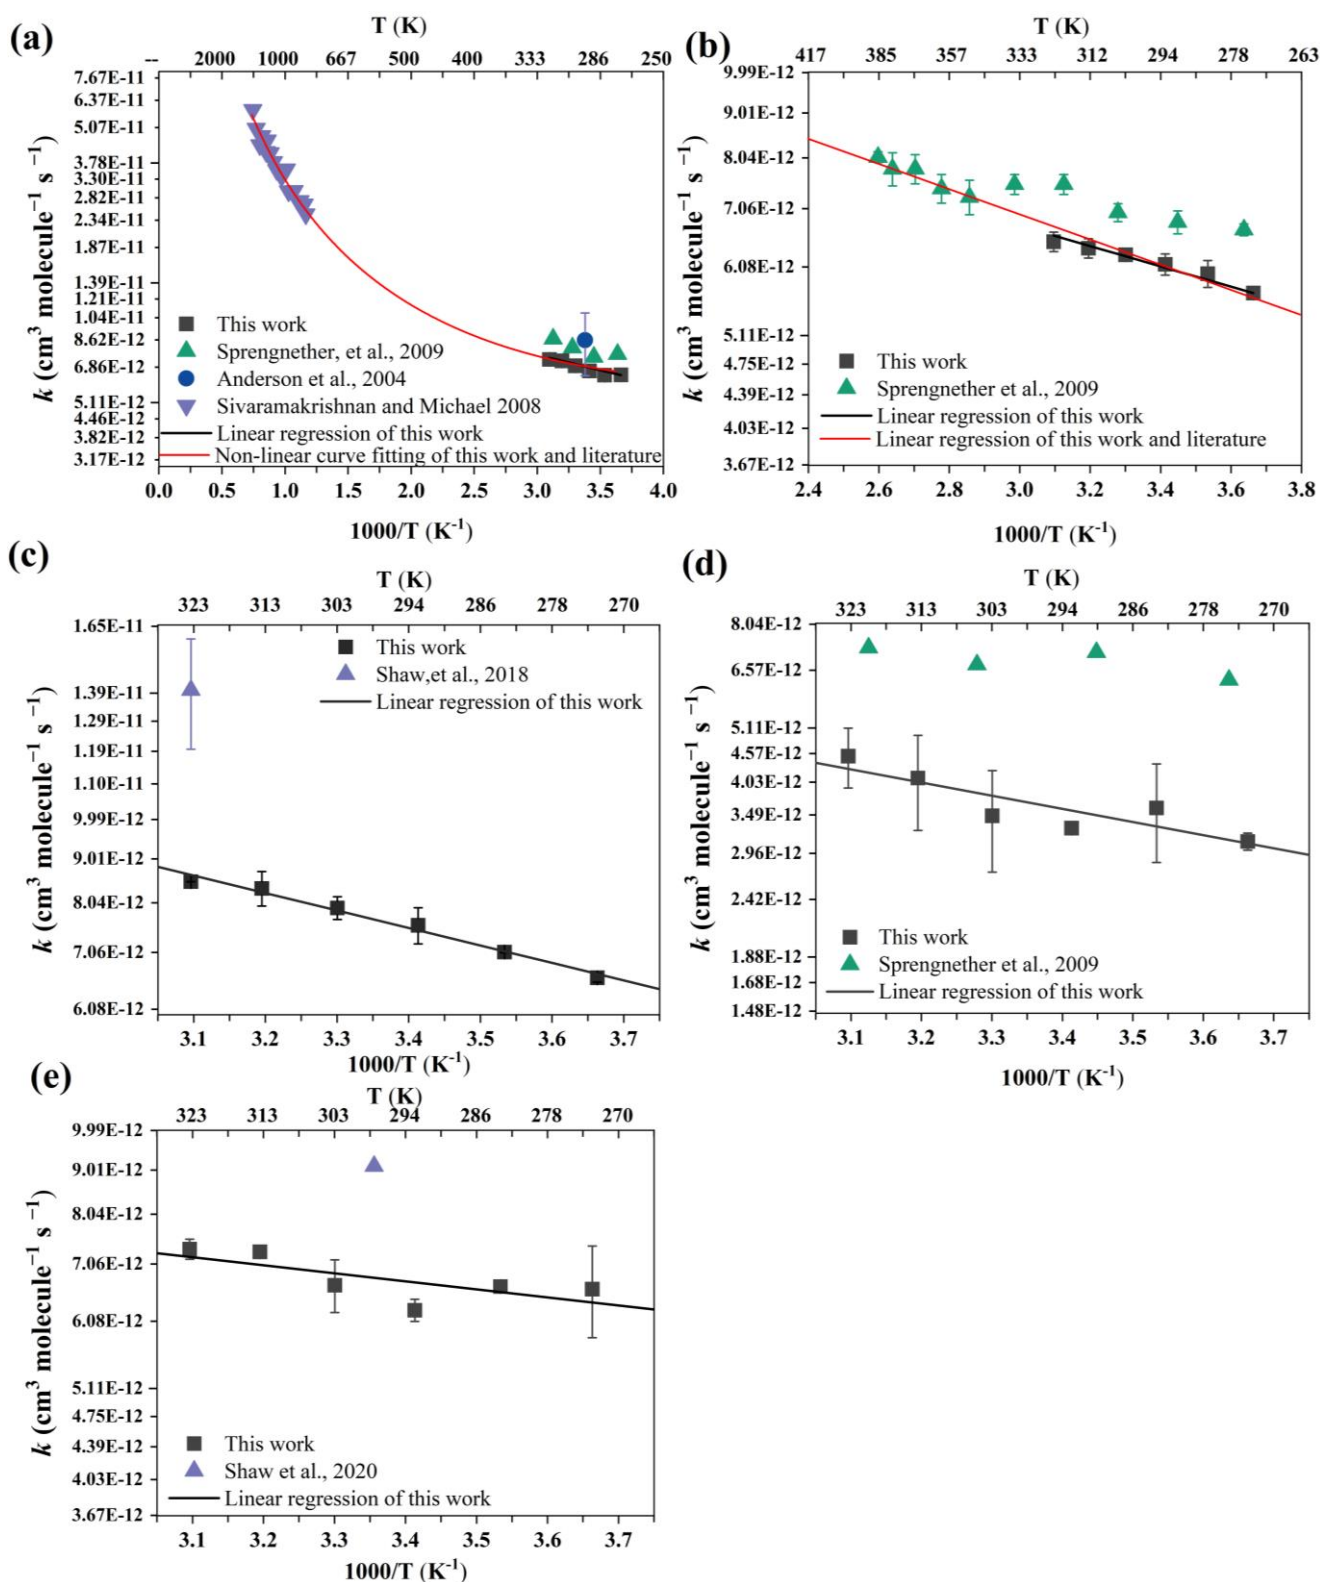 (a)
T (K)
-- 2000 1000 667 500 400 333 286 250
7.67E-11
6.37E-11
5.07E-11
3.78E-11
3.30E-11
2.82E-11
2.34E-11
1.87E-11
1.39E-11
1.21E-11
1.04E-11
8.62E-12
6.86E-12
5.11E-12
4.46E-12
3.82E-12
3.17E-12
k (cm³ molecule⁻¹ s ⁻¹)
This work
Sprengnether, et al., 2009
Anderson et al., 2004
Sivaramakrishnan and Michael 2008
Linear regression of this work
Non-linear curve fitting of this work and literature
0.0 0.5 1.0 1.5 2.0 2.5 3.0 3.5 4.0
1000/T (K⁻¹)
(b)
T (K)
417 385 357 333 312 294 278 263
9.99E-12
9.01E-12
8.04E-12
7.06E-12
6.08E-12
5.11E-12
4.75E-12
4.39E-12
4.03E-12
3.67E-12
k (cm³ molecule⁻¹ s ⁻¹)
This work
Sprengnether et al., 2009
Linear regression of this work
Linear regression of this work and literature
2.4 2.6 2.8 3.0 3.2 3.4 3.6 3.8
1000/T (K⁻¹)
(c)
T (K)
323 313 303 294 286 278 270
1.65E-11
1.39E-11
1.29E-11
1.19E-11
1.10E-11
9.99E-12
9.01E-12
8.04E-12
7.06E-12
6.08E-12
k (cm³ molecule⁻¹ s ⁻¹)
This work
Shaw,et al., 2018
Linear regression of this work
3.1 3.2 3.3 3.4 3.5 3.6 3.7
1000/T (K⁻¹)
(d)
T (K)
323 313 303 294 286 278 270
8.04E-12
6.57E-12
5.11E-12
4.57E-12
4.03E-12
3.49E-12
2.96E-12
2.42E-12
1.88E-12
1.68E-12
1.48E-12
k (cm³ molecule⁻¹ s ⁻¹)
This work
Sprengnether et al., 2009
Linear regression of this work
3.1 3.2 3.3 3.4 3.5 3.6 3.7
1000/T (K⁻¹)
(e)
T (K)
323 313 303 294 286 278 270
9.99E-12
9.01E-12
8.04E-12
7.06E-12
6.08E-12
5.11E-12
4.75E-12
4.39E-12
4.03E-12
3.67E-12
k (cm³ molecule⁻¹ s ⁻¹)
This work
Shaw et al., 2020
Linear regression of this work
3.1 3.2 3.3 3.4 3.5 3.6 3.7
1000/T (K⁻¹)